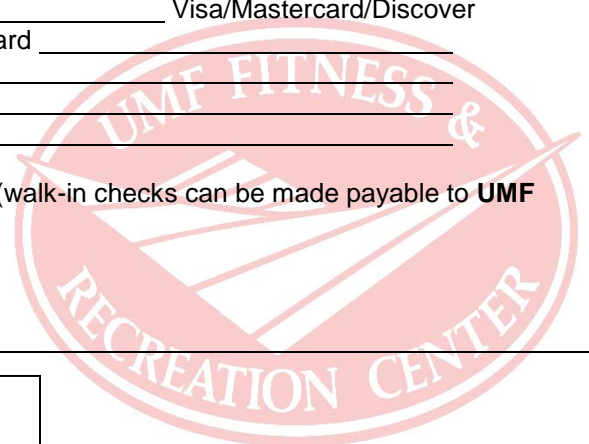 Visa/Mastercard/Discover
ard
UMF FITNESS &
(walk-in checks can be made payable to UMF
RECREATION CENTER